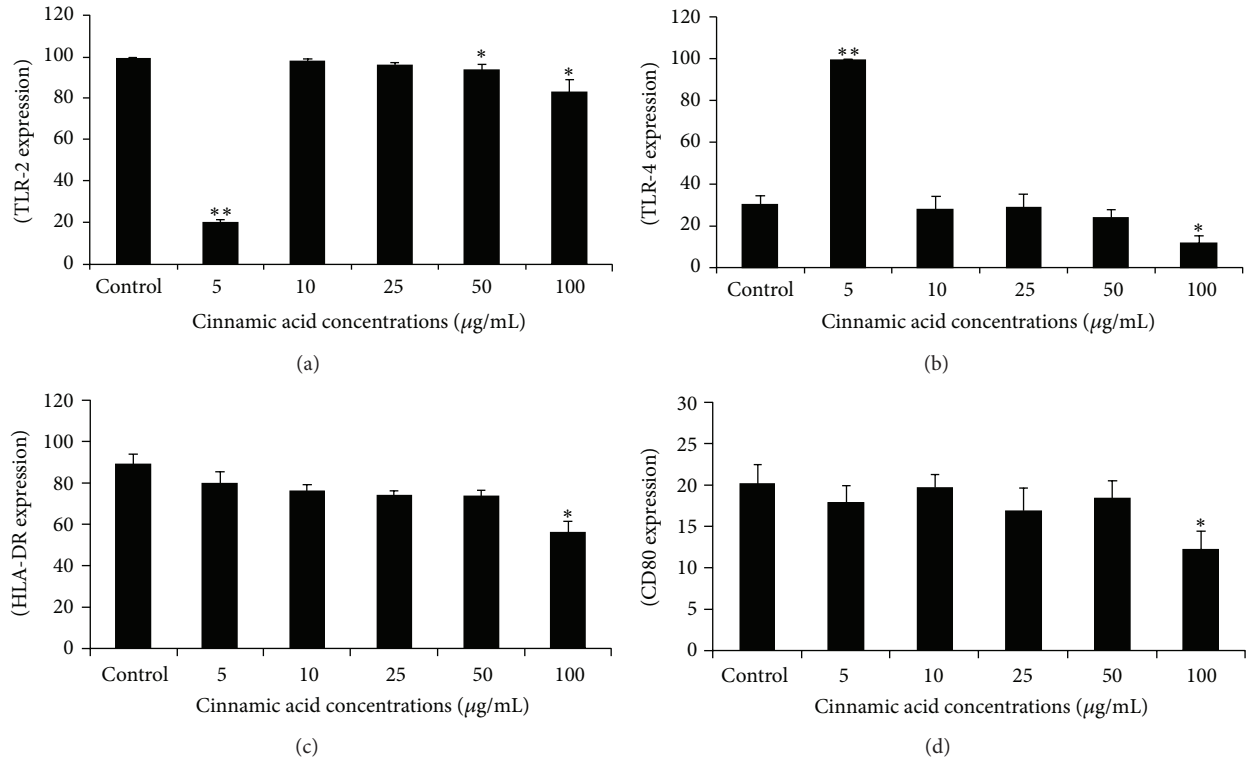 (TLR-2 expression)
120
100
80
60
40
20
0
*
*
**
Control 5 10 25 50 100
Cinnamic acid concentrations (μg/mL)
(a)
(TLR-4 expression)
120
100
80
60
40
20
0
**
*
Control 5 10 25 50 100
Cinnamic acid concentrations (μg/mL)
(b)
(HLA-DR expression)
120
100
80
60
40
20
0
*
Control 5 10 25 50 100
Cinnamic acid concentrations (μg/mL)
(c)
(CD80 expression)
30
25
20
15
10
5
0
*
Control 5 10 25 50 100
Cinnamic acid concentrations (μg/mL)
(d)